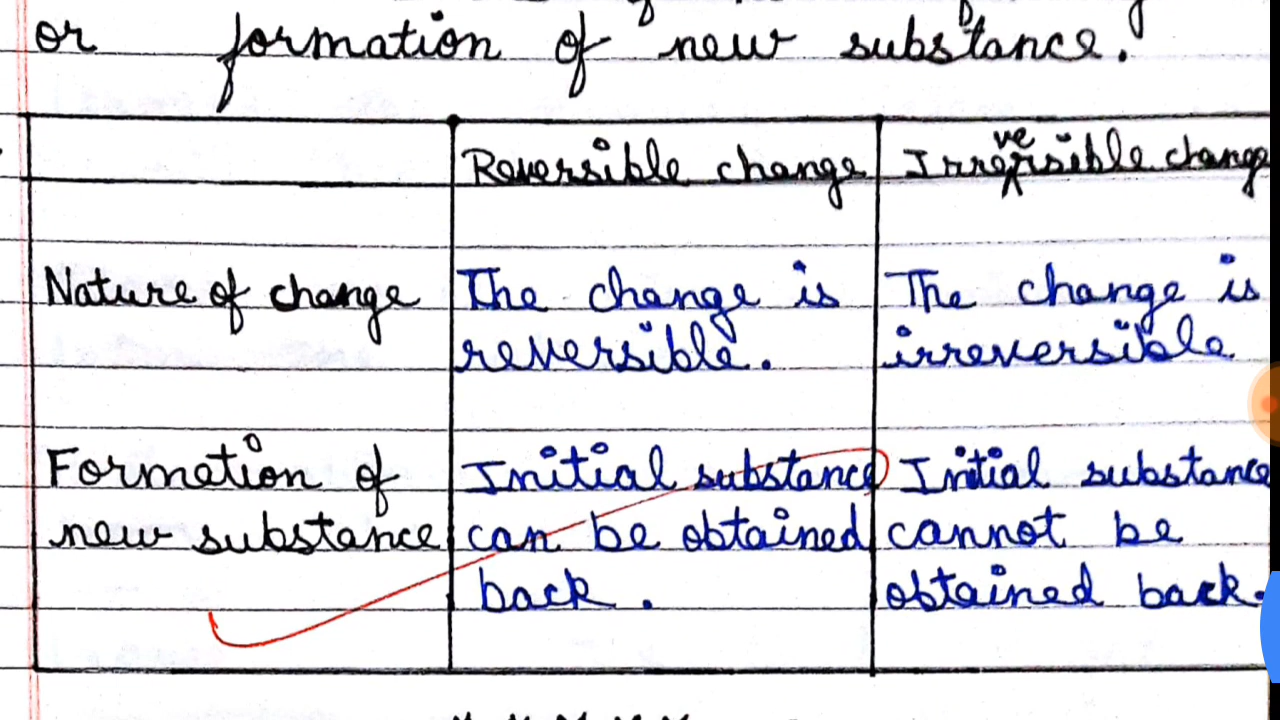 or formation of new substance.
Reversible change Irreversible change
Nature of change The change is The change is
reversible. irreversible
Formation of Initial substance Initial substance
new substance can be obtained cannot be
back. obtained back.